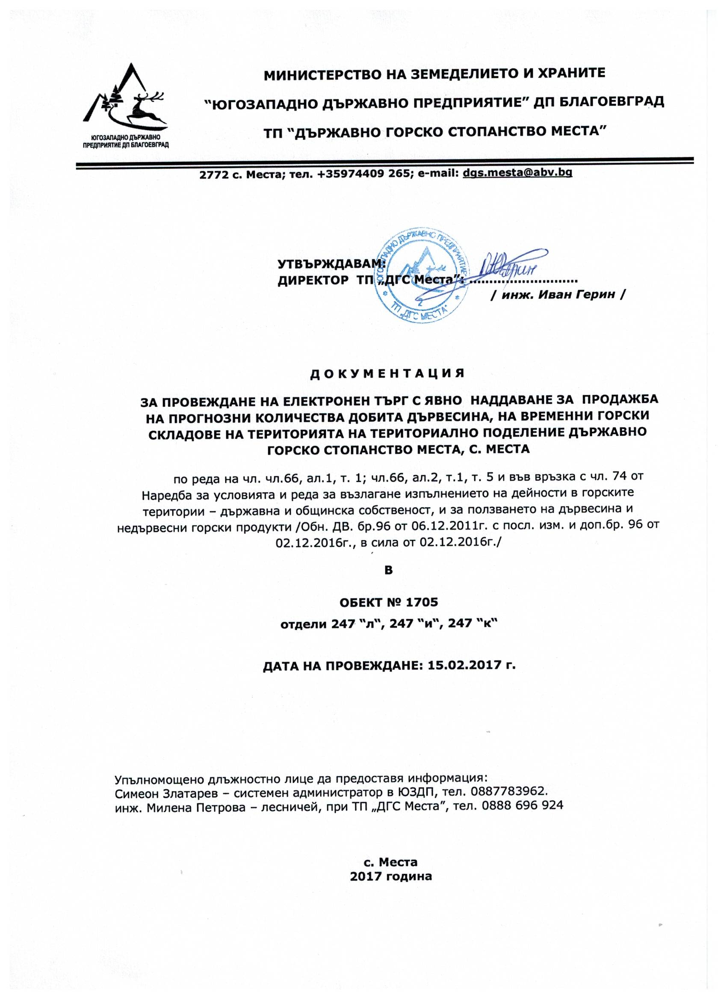 МИНИСТЕРСТВО НА ЗЕМЕДЕЛИЕТО И ХРАНИТЕ
“ЮГОЗАПАДНО ДЪРЖАВНО ПРЕДПРИЯТИЕ” ДП БЛАГОЕВГРАД
ТП “ДЪРЖАВНО ГОРСКО СТОПАНСТВО МЕСТА”
ЮГОЗАПАДНО ДЪРЖАВНО
ПРЕДПРИЯТИЕ ДП БЛАГОЕВГРАД
2772 с. Места; тел. +35974409 265; e-mail: dgs.mesta@abv.bg
УТВЪРЖДАВАМ:
ДИРЕКТОР ТП „ДГС Места”: ...........................
/ инж. Иван Герин /
ЮГОЗАПАДНО ДЪРЖАВНО ПРЕДПРИЯТИЕ
2
ТП „ДГС МЕСТА”
Д О К У М Е Н Т А Ц И Я
ЗА ПРОВЕЖДАНЕ НА ЕЛЕКТРОНЕН ТЪРГ С ЯВНО НАДДАВАНЕ ЗА ПРОДАЖБА
НА ПРОГНОЗНИ КОЛИЧЕСТВА ДОБИТА ДЪРВЕСИНА, НА ВРЕМЕННИ ГОРСКИ
СКЛАДОВЕ НА ТЕРИТОРИЯТА НА ТЕРИТОРИАЛНО ПОДЕЛЕНИЕ ДЪРЖАВНО
ГОРСКО СТОПАНСТВО МЕСТА, С. МЕСТА
по реда на чл. чл.66, ал.1, т. 1; чл.66, ал.2, т.1, т. 5 и във връзка с чл. 74 от
Наредба за условията и реда за възлагане изпълнението на дейности в горските
територии – държавна и общинска собственост, и за ползването на дървесина и
недървесни горски продукти /Обн. ДВ. бр.96 от 06.12.2011г. с посл. изм. и доп.бр. 96 от
02.12.2016г., в сила от 02.12.2016г./
В
ОБЕКТ № 1705
отдели 247 “л“, 247 “и“, 247 “к“
ДАТА НА ПРОВЕЖДАНЕ: 15.02.2017 г.
Упълномощено длъжностно лице да предоставя информация:
Симеон Златарев – системен администратор в ЮЗДП, тел. 0887783962.
инж. Милена Петрова – лесничей, при ТП „ДГС Места”, тел. 0888 696 924
с. Места
2017 година